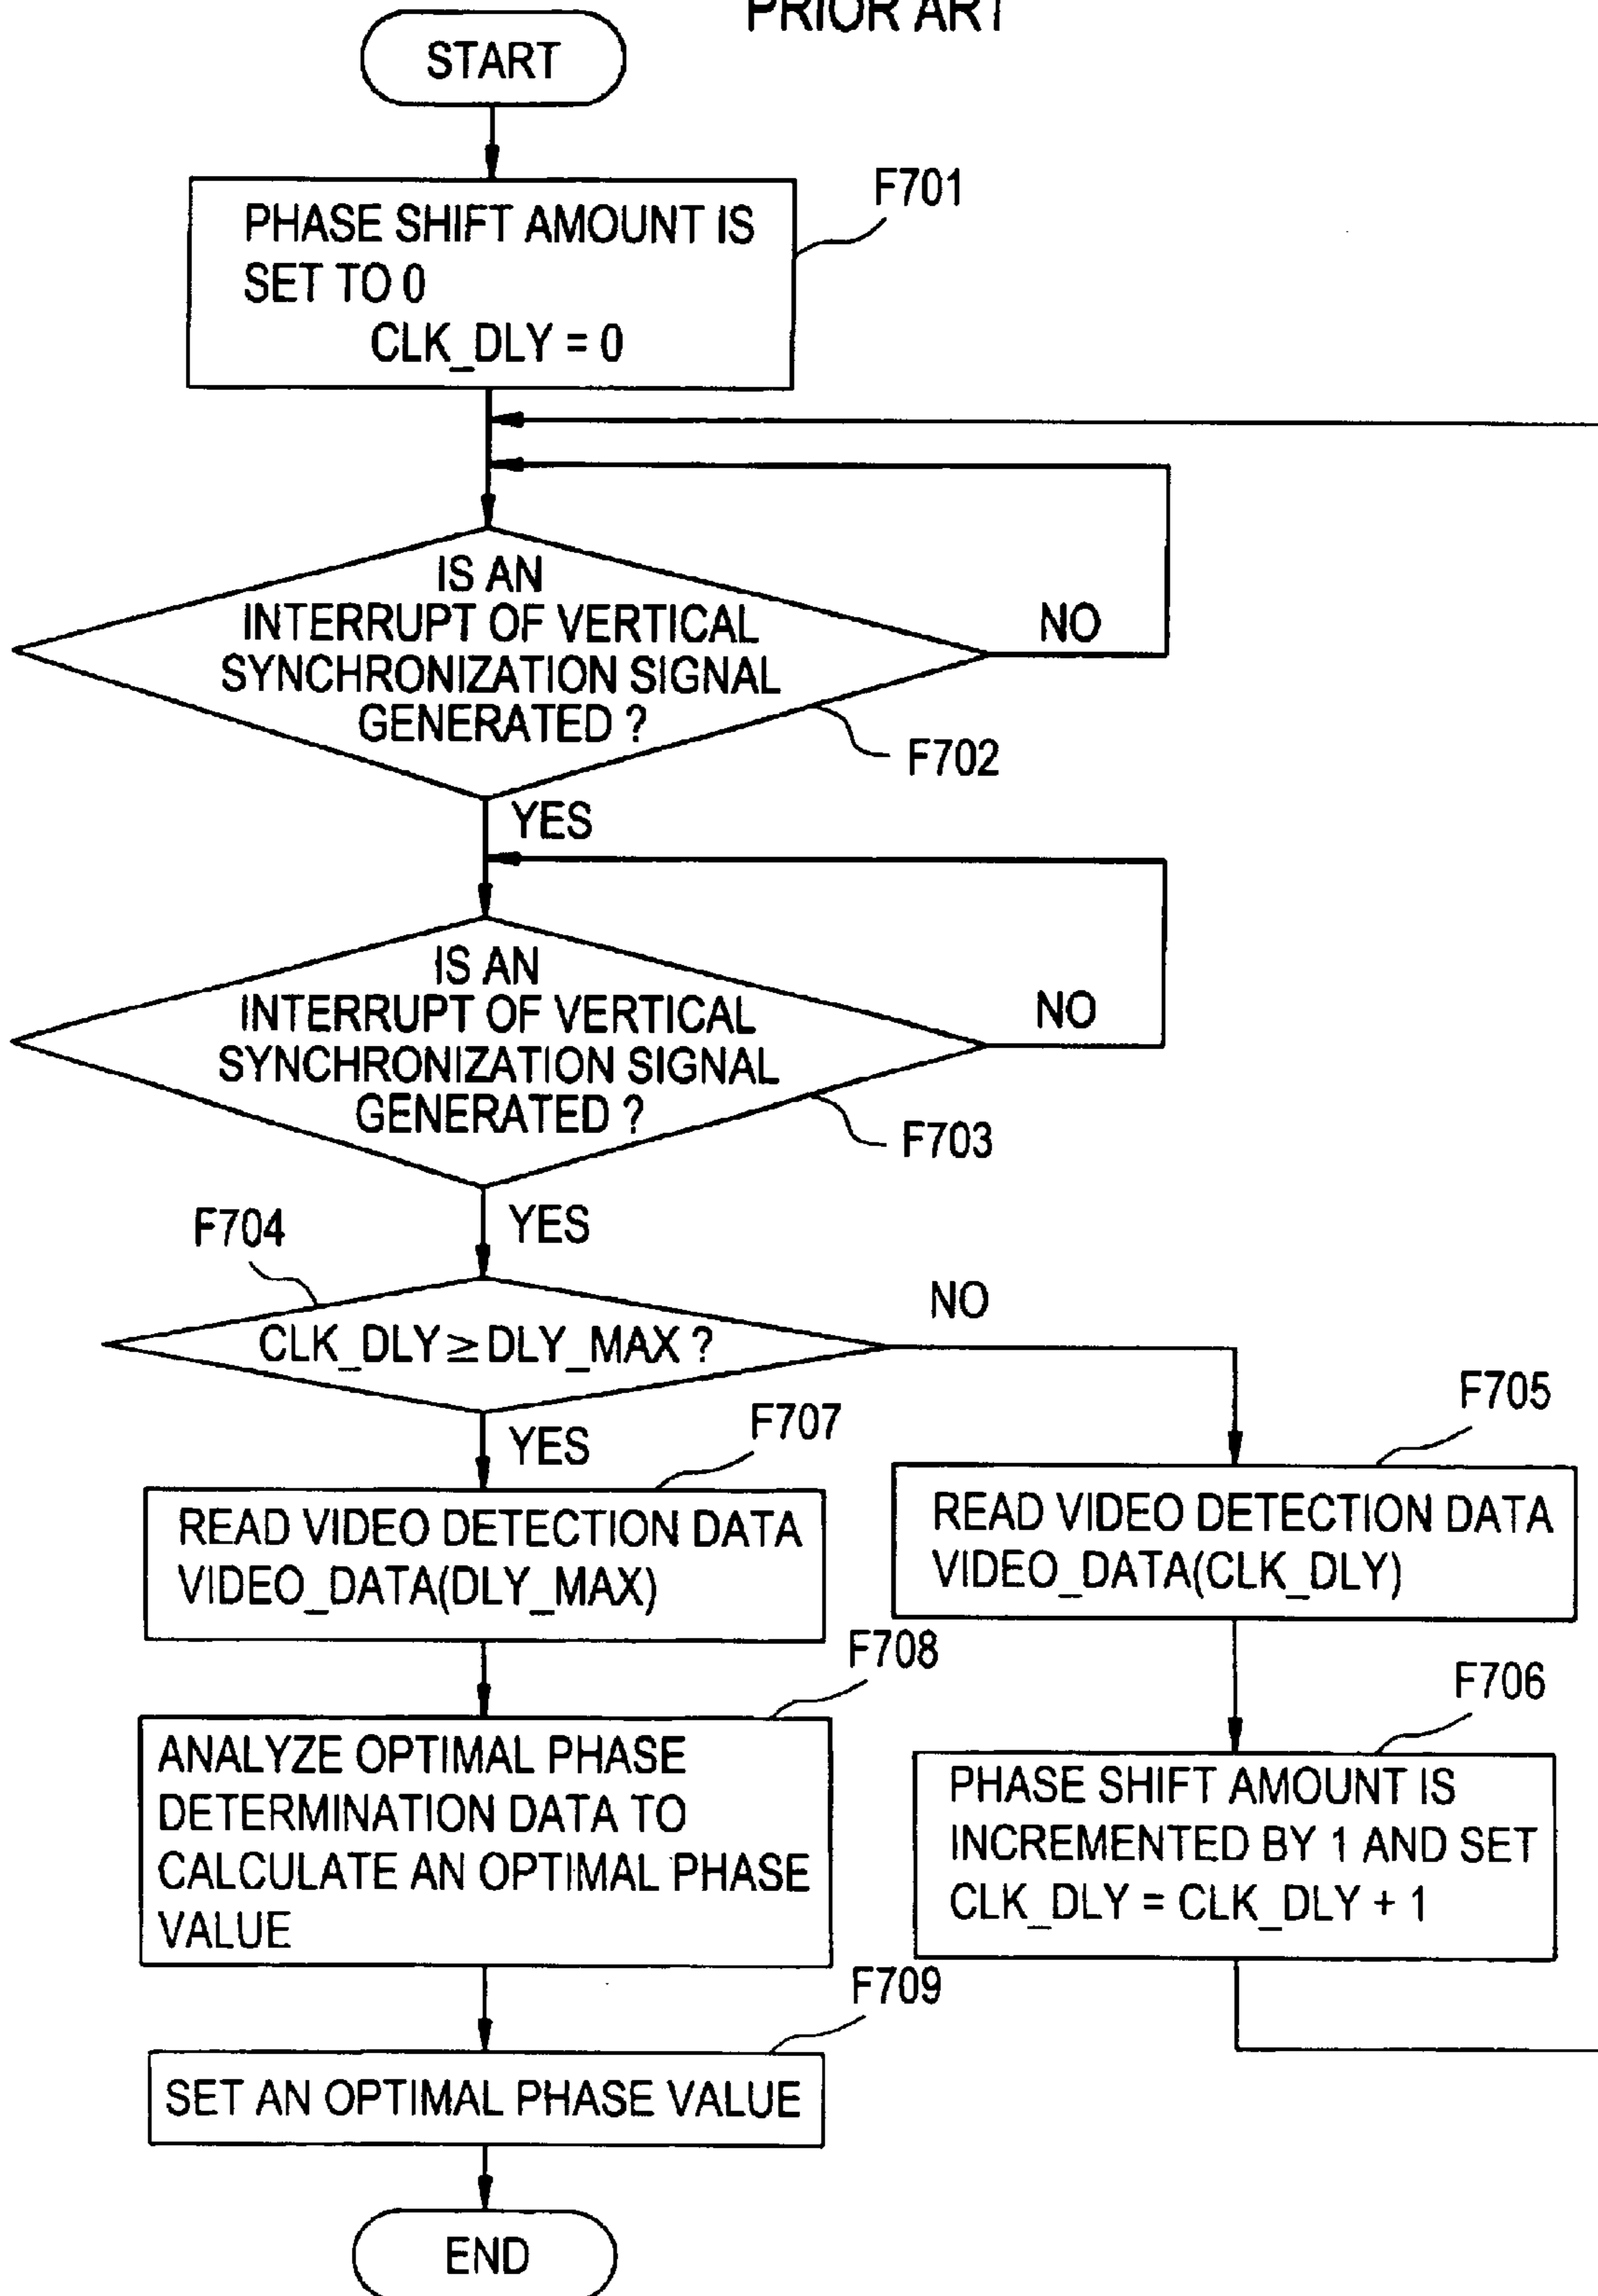 PRIOR ART
START
F701
PHASE SHIFT AMOUNT IS
SET TO 0
CLK_DLY = 0
IS AN
INTERRUPT OF VERTICAL
SYNCHRONIZATION SIGNAL
GENERATED ?
NO
F702
YES
IS AN
INTERRUPT OF VERTICAL
SYNCHRONIZATION SIGNAL
GENERATED ?
NO
F703
YES
F704
CLK_DLY ≥ DLY_MAX ?
NO
YES
F707
READ VIDEO DETECTION DATA
VIDEO_DATA(DLY_MAX)
F705
READ VIDEO DETECTION DATA
VIDEO_DATA(CLK_DLY)
F708
ANALYZE OPTIMAL PHASE
DETERMINATION DATA TO
CALCULATE AN OPTIMAL PHASE
VALUE
F706
PHASE SHIFT AMOUNT IS
INCREMENTED BY 1 AND SET
CLK_DLY = CLK_DLY + 1
F709
SET AN OPTIMAL PHASE VALUE
END